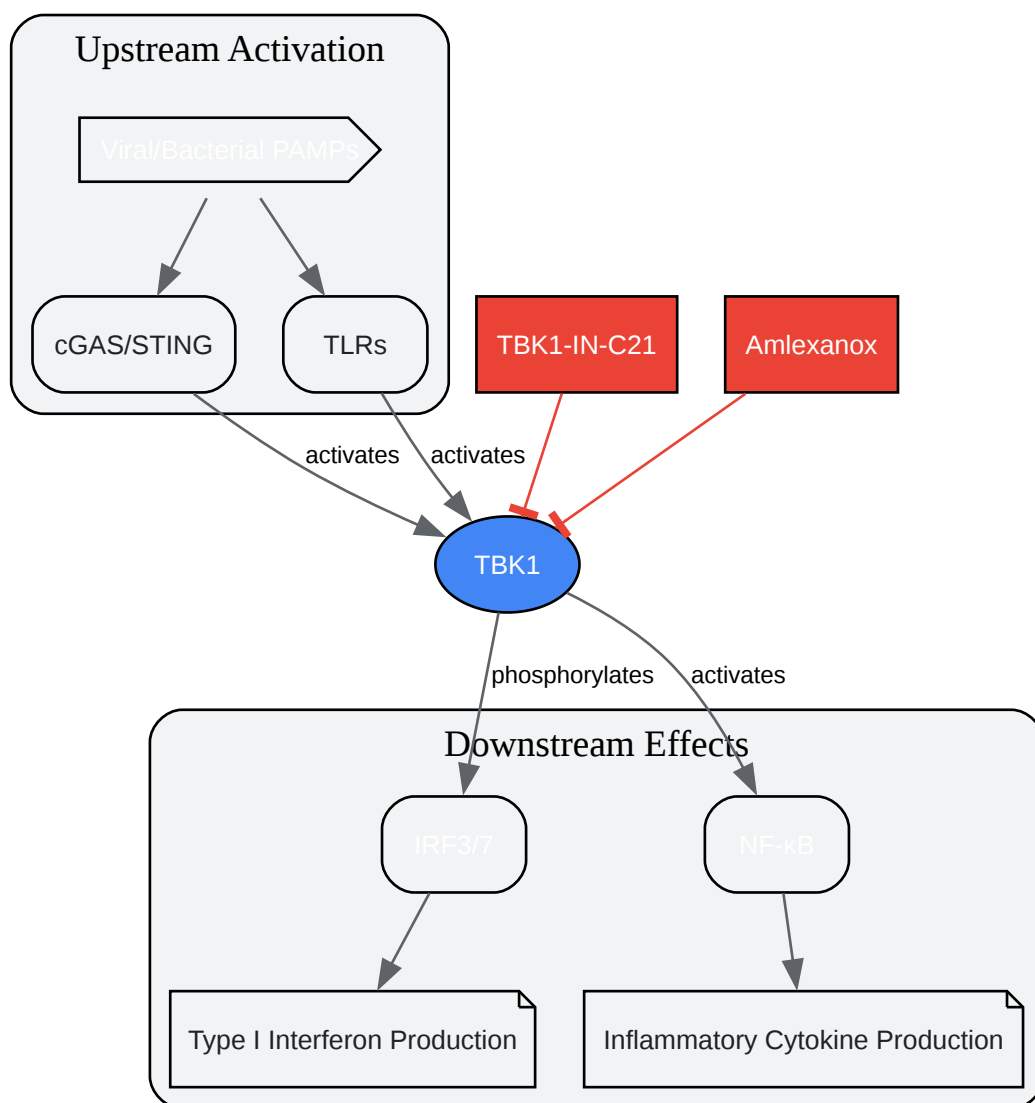 Upstream Activation
Viral/Bacterial PAMPs
cGAS/STING
TLRs
TBK1-IN-C21
Amlexanox
activates
activates
TBK1
phosphorylates
activates
Downstream Effects
IRF3/7
NF-κB
Type I Interferon Production
Inflammatory Cytokine Production